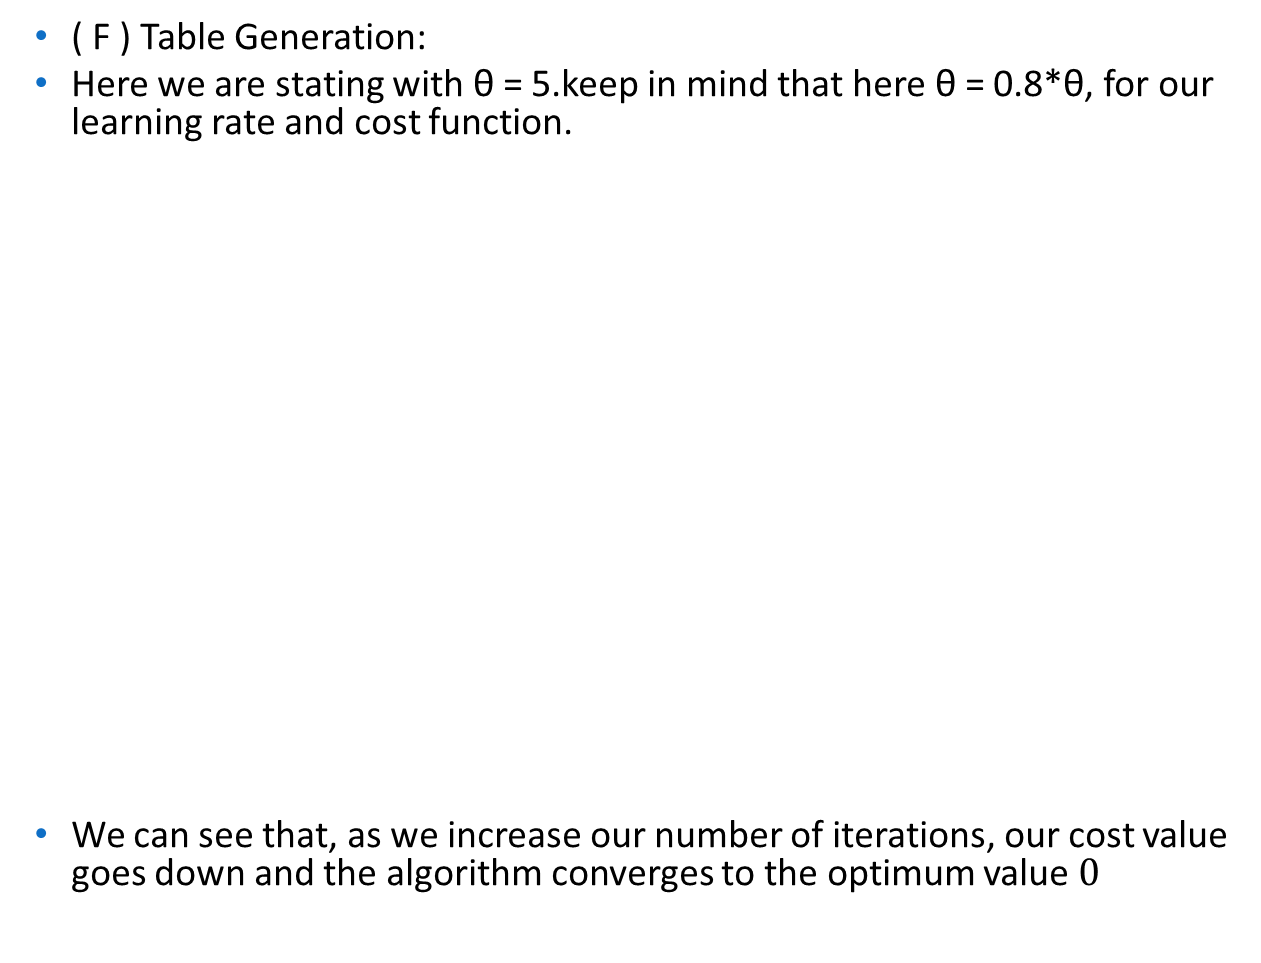 • ( F ) Table Generation:
• Here we are stating with θ = 5.keep in mind that here θ = 0.8*θ, for our
learning rate and cost function.
• We can see that, as we increase our number of iterations, our cost value
goes down and the algorithm converges to the optimum value 0